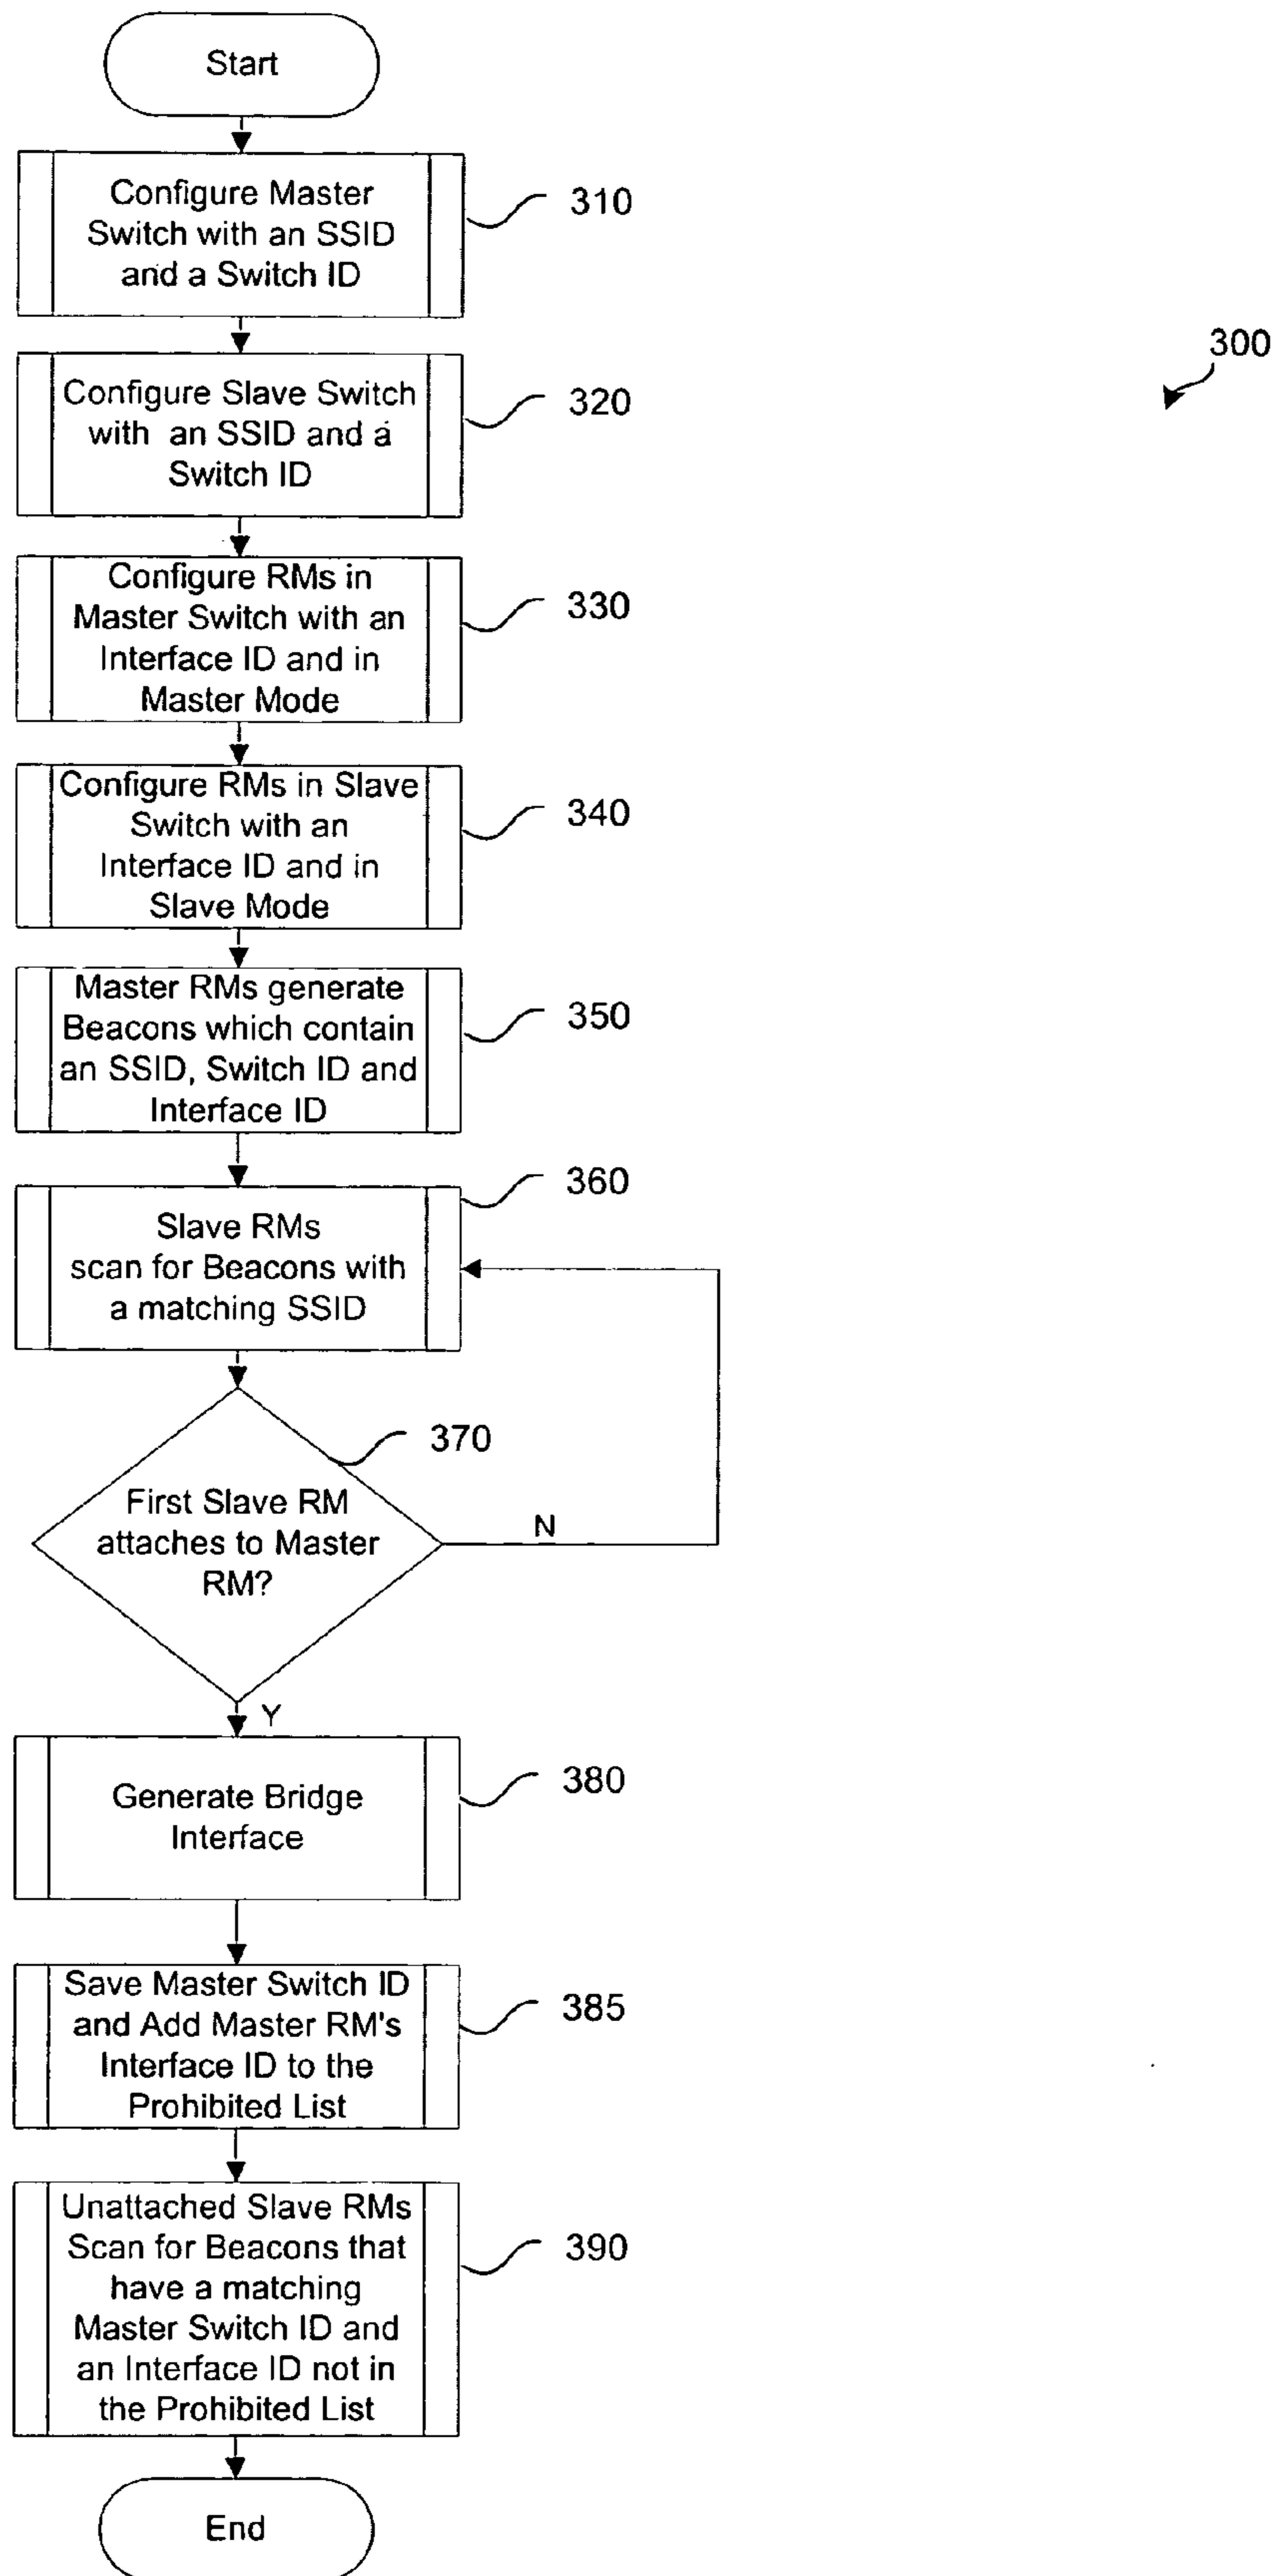 Start
Configure Master
Switch with an SSID
and a Switch ID
310
300
Configure Slave Switch
with an SSID and a
Switch ID
320
Configure RMs in
Master Switch with an
Interface ID and in
Master Mode
330
Configure RMs in Slave
Switch with an
Interface ID and in
Slave Mode
340
Master RMs generate
Beacons which contain
an SSID, Switch ID and
Interface ID
350
360
Slave RMs
scan for Beacons with
a matching SSID
370
First Slave RM
attaches to Master
RM?
N
Y
Generate Bridge
Interface
380
Save Master Switch ID
and Add Master RM's
Interface ID to the
Prohibited List
385
Unattached Slave RMs
Scan for Beacons that
have a matching
Master Switch ID and
an Interface ID not in
the Prohibited List
390
End